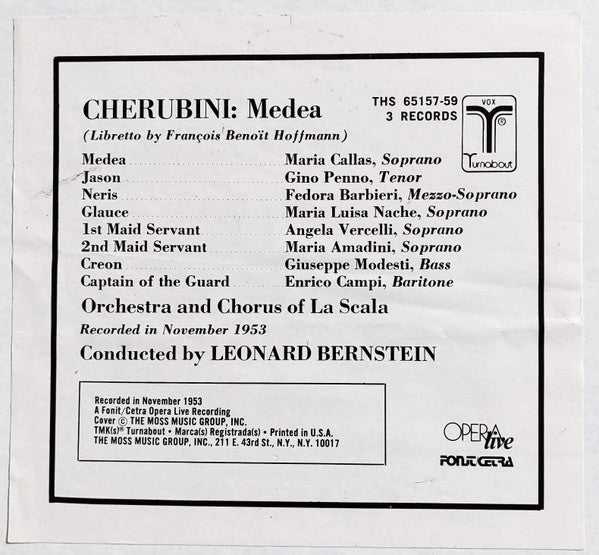 CHERUBINI: Medea
THS 65157-59
3 RECORDS
VOX
®
Turnabout
(Libretto by François Benoït Hoffmann)
Medea Maria Callas, Soprano
Jason Gino Penno, Tenor
Neris Fedora Barbieri, Mezzo-Soprano
Glauce Maria Luisa Nache, Soprano
1st Maid Servant Angela Vercelli, Soprano
2nd Maid Servant Maria Amadini, Soprano
Creon Giuseppe Modesti, Bass
Captain of the Guard Enrico Campi, Baritone
Orchestra and Chorus of La Scala
Recorded in November 1953
Conducted by LEONARD BERNSTEIN
Recorded in November 1953
A Fonit/Cetra Opera Live Recording
Cover © THE MOSS MUSIC GROUP, INC.
TMK(s)® Turnabout • Marca(s) Registrada(s) • Printed in U.S.A.
THE MOSS MUSIC GROUP, INC., 211 E. 43rd St., N.Y., N.Y. 10017
OPERA live
FONIT CETRA